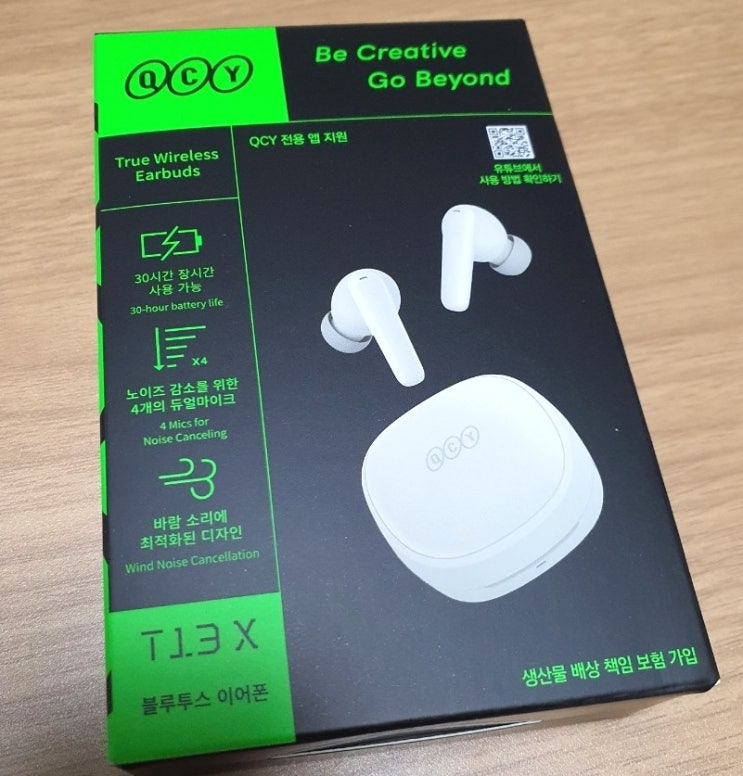 QCY
Be Creative
Go Beyond
True Wireless
Earbuds
QCY 전용 앱 지원
유튜브에서
사용 방법 확인하기
30시간 장시간
사용 가능
30-hour battery life
X4
노이즈 감소를 위한
4개의 듀얼마이크
4 Mics for
Noise Canceling
바람 소리에
최적화된 디자인
Wind Noise Cancellation
QCY
T13 X
블루투스 이어폰
생산물 배상 책임 보험 가입